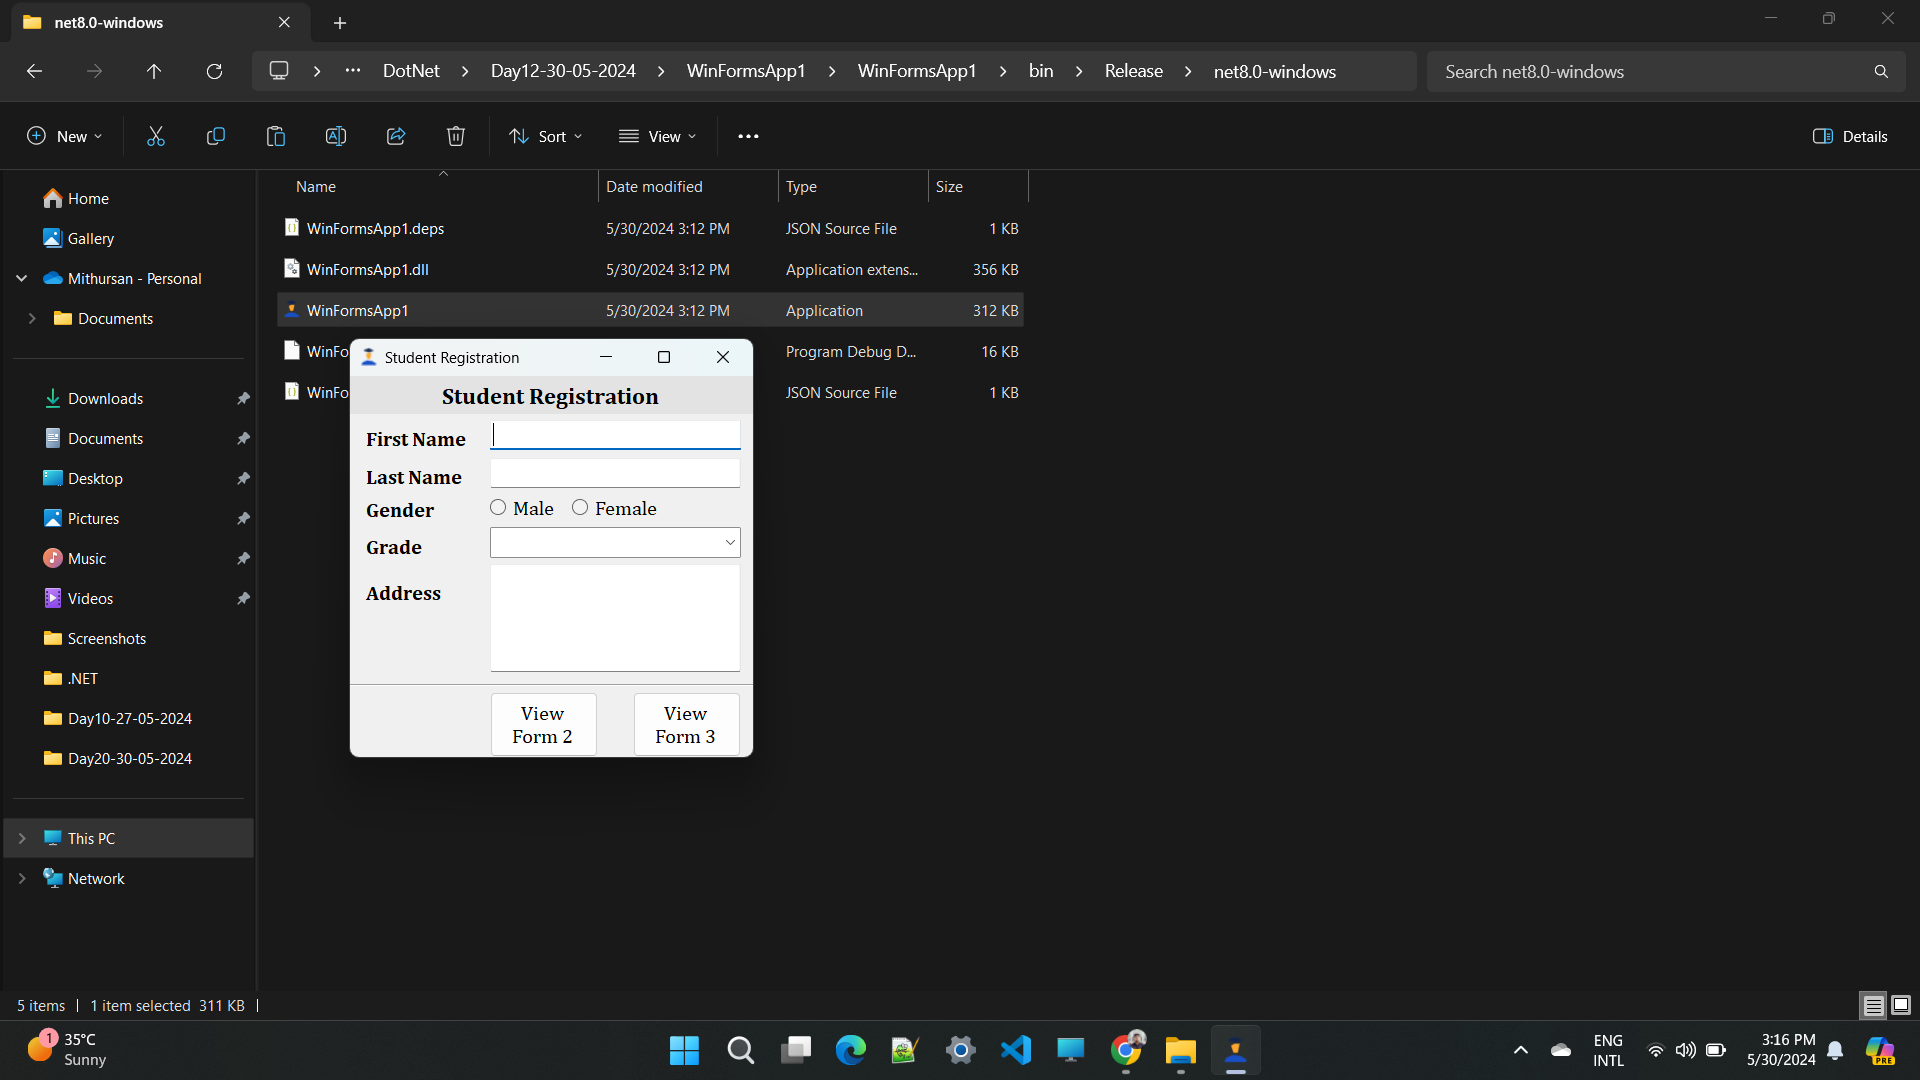 net8.0-windows
DotNet
Day12-30-05-2024
WinFormsApp1
WinFormsApp1
bin
Release
net8.0-windows
Search net8.0-windows
New
Sort
View
Details
Home
Gallery
Mithursan - Personal
Documents
Downloads
Documents
Desktop
Pictures
Music
Videos
Screenshots
.NET
Day10-27-05-2024
Day20-30-05-2024
This PC
Network
Name Date modified Type Size
WinFormsApp1.deps 5/30/2024 3:12 PM JSON Source File 1 KB
WinFormsApp1.dll 5/30/2024 3:12 PM Application extens... 356 KB
WinFormsApp1 5/30/2024 3:12 PM Application 312 KB
WinFo Program Debug D... 16 KB
WinFo JSON Source File 1 KB
Student Registration
Student Registration
First Name
Last Name
Gender Male Female
Grade
Address
View
Form 2
View
Form 3
5 items 1 item selected 311 KB
1
35°C
Sunny
ENG
INTL
3:16 PM
5/30/2024
PRE